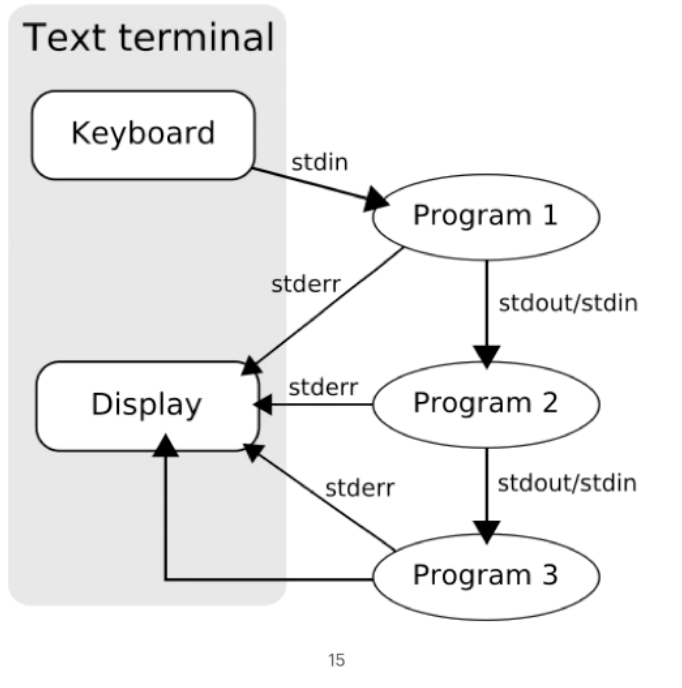 Text terminal
Keyboard
stdin
Program 1
stderr
stdout/stdin
Display
stderr
Program 2
stderr
stdout/stdin
Program 3
15